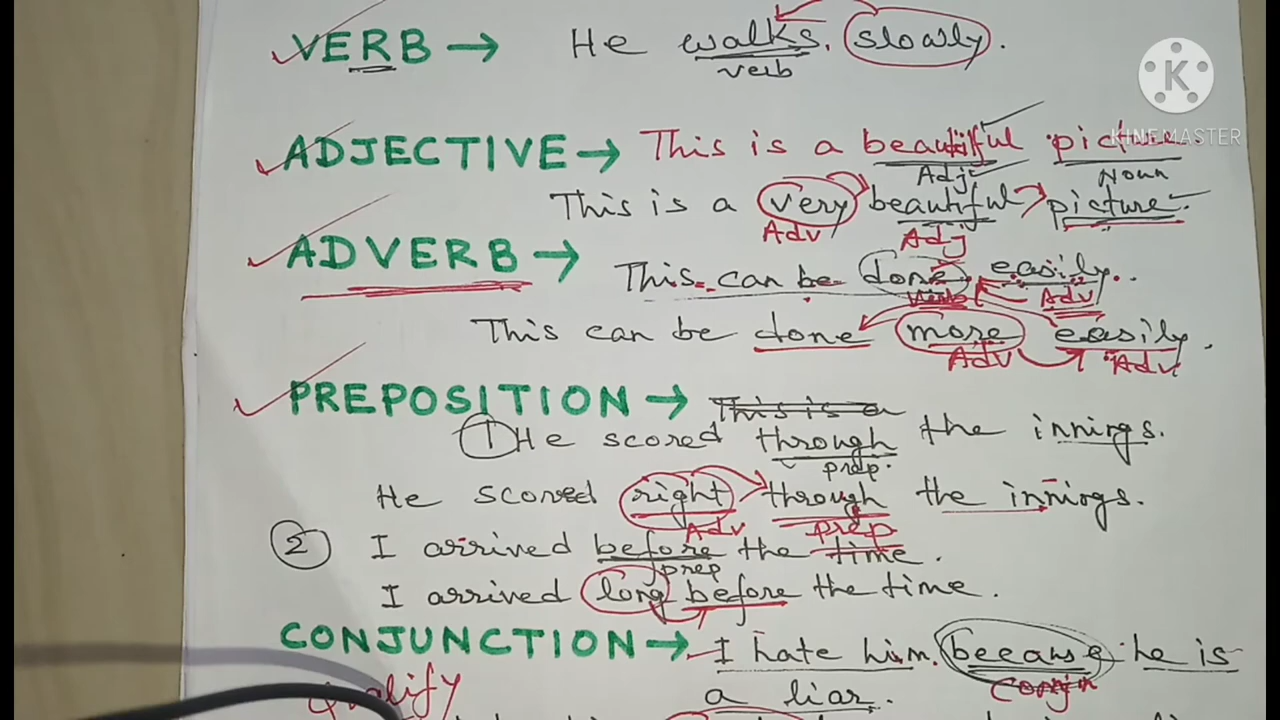 VERB → He walks. slowly.
verb
K
KINEMASTER
ADJECTIVE → This is a beautiful picture
Adj Noun
This is a very beautiful picture.
Adv Adj
ADVERB → This can be done easily.
verb Adv
This can be done more easily.
Adv Adv
PREPOSITION → This is a
1 He scored through the innings.
prep.
He scored right through the innings.
Adv prep
2 I arrived before the time.
prep
I arrived long before the time.
CONJUNCTION → I hate him. because he is
a liar. conjn
Qualify